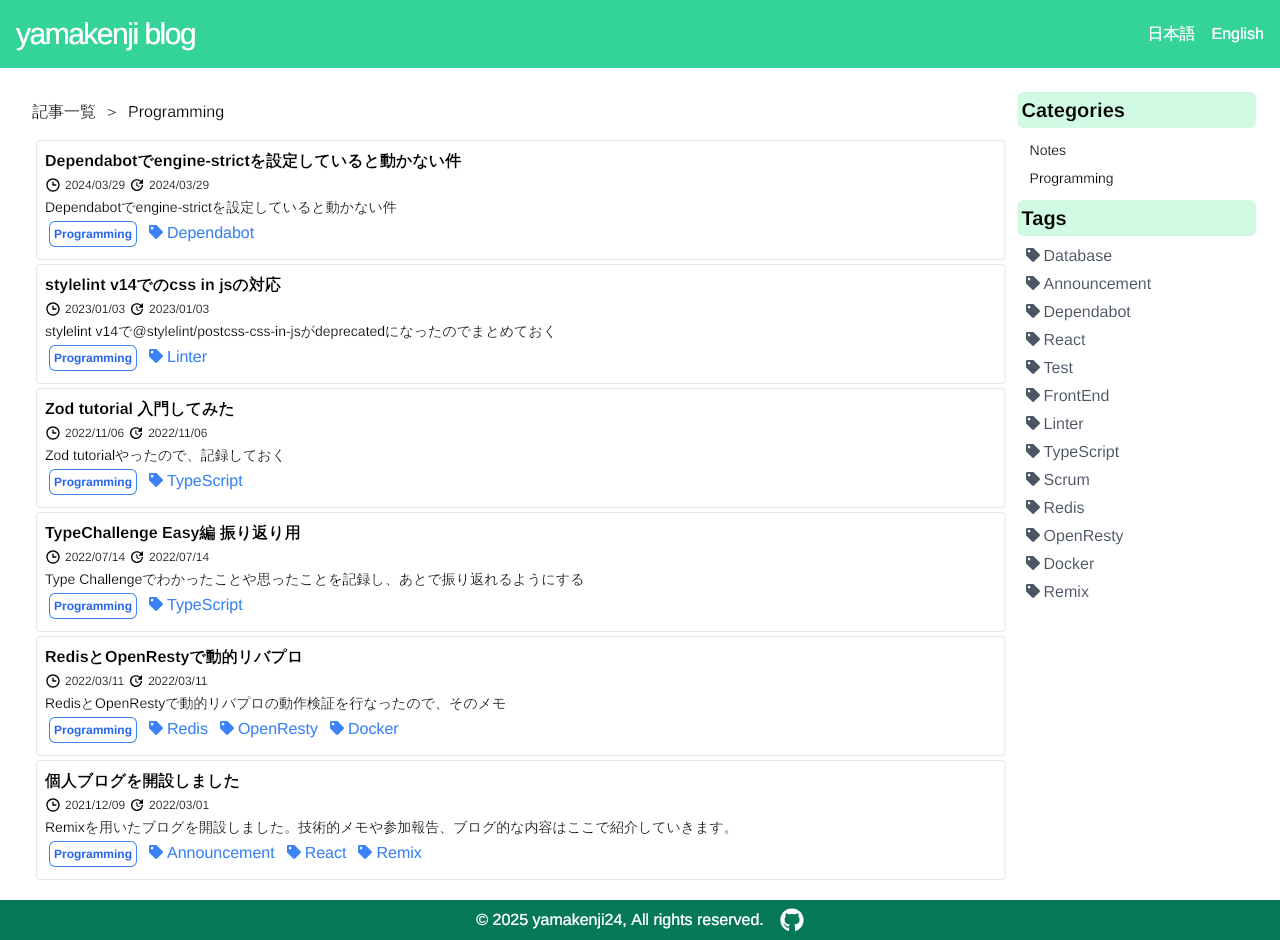 yamakenji blog
日本語 English
記事一覧 > Programming
Dependabotでengine-strictを設定していると動かない件
2024/03/29 2024/03/29
Dependabotでengine-strictを設定していると動かない件
Programming Dependabot
stylelint v14でのcss in jsの対応
2023/01/03 2023/01/03
stylelint v14で@stylelint/postcss-css-in-jsがdeprecatedになったのでまとめておく
Programming Linter
Zod tutorial 入門してみた
2022/11/06 2022/11/06
Zod tutorialやったので、記録しておく
Programming TypeScript
TypeChallenge Easy編 振り返り用
2022/07/14 2022/07/14
Type Challengeでわかったことや思ったことを記録し、あとで振り返れるようにする
Programming TypeScript
RedisとOpenRestyで動的リバプロ
2022/03/11 2022/03/11
RedisとOpenRestyで動的リバプロの動作検証を行なったので、そのメモ
Programming Redis OpenResty Docker
個人ブログを開設しました
2021/12/09 2022/03/01
Remixを用いたブログを開設しました。技術的メモや参加報告、ブログ的な内容はここで紹介していきます。
Programming Announcement React Remix
Categories
Notes
Programming
Tags
Database
Announcement
Dependabot
React
Test
FrontEnd
Linter
TypeScript
Scrum
Redis
OpenResty
Docker
Remix
© 2025 yamakenji24, All rights reserved.